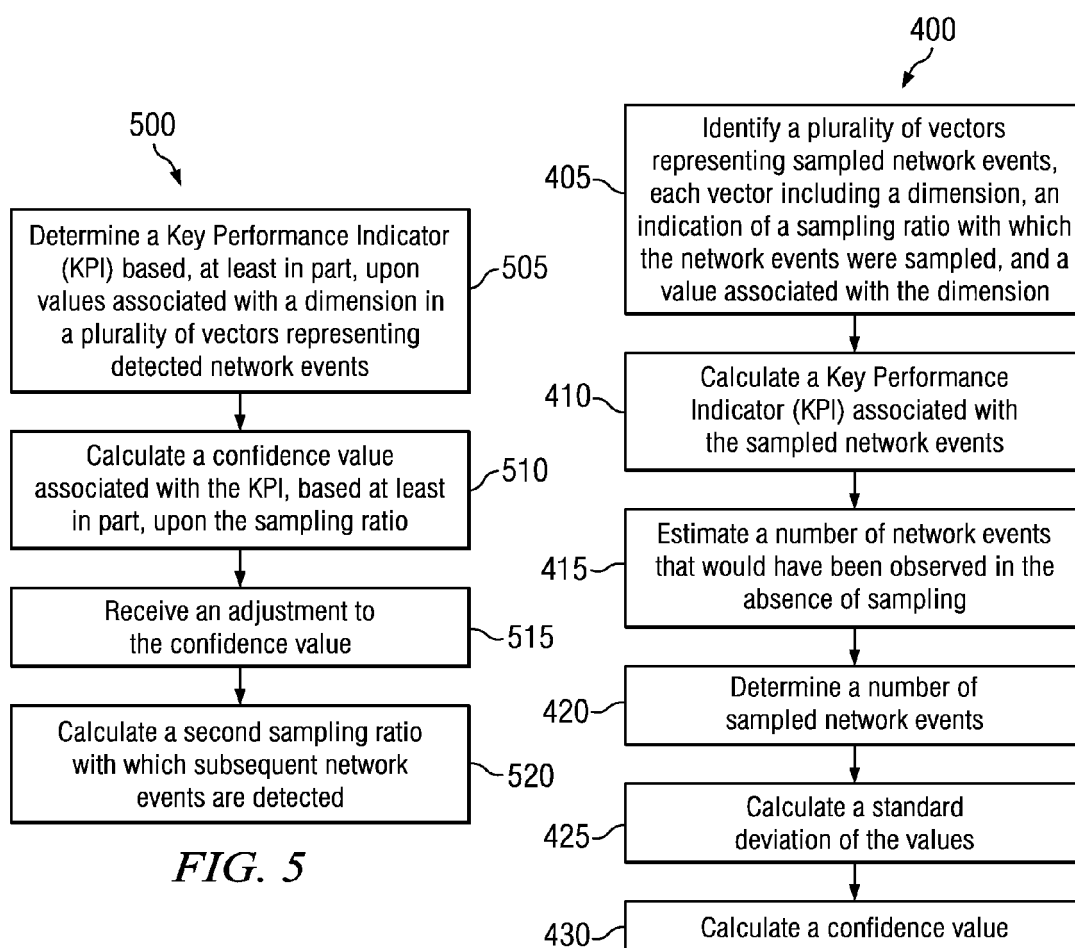 500
Determine a Key Performance Indicator
(KPI) based, at least in part, upon
values associated with a dimension in
a plurality of vectors representing
detected network events
505
Calculate a confidence value
associated with the KPI, based at least
in part, upon the sampling ratio
510
Receive an adjustment to
the confidence value
515
Calculate a second sampling ratio
with which subsequent network
events are detected
520
FIG. 5
400
405
Identify a plurality of vectors
representing sampled network events,
each vector including a dimension, an
indication of a sampling ratio with which
the network events were sampled, and a
value associated with the dimension
410
Calculate a Key Performance
Indicator (KPI) associated with
the sampled network events
415
Estimate a number of network events
that would have been observed in the
absence of sampling
420
Determine a number of
sampled network events
425
Calculate a standard
deviation of the values
430
Calculate a confidence value